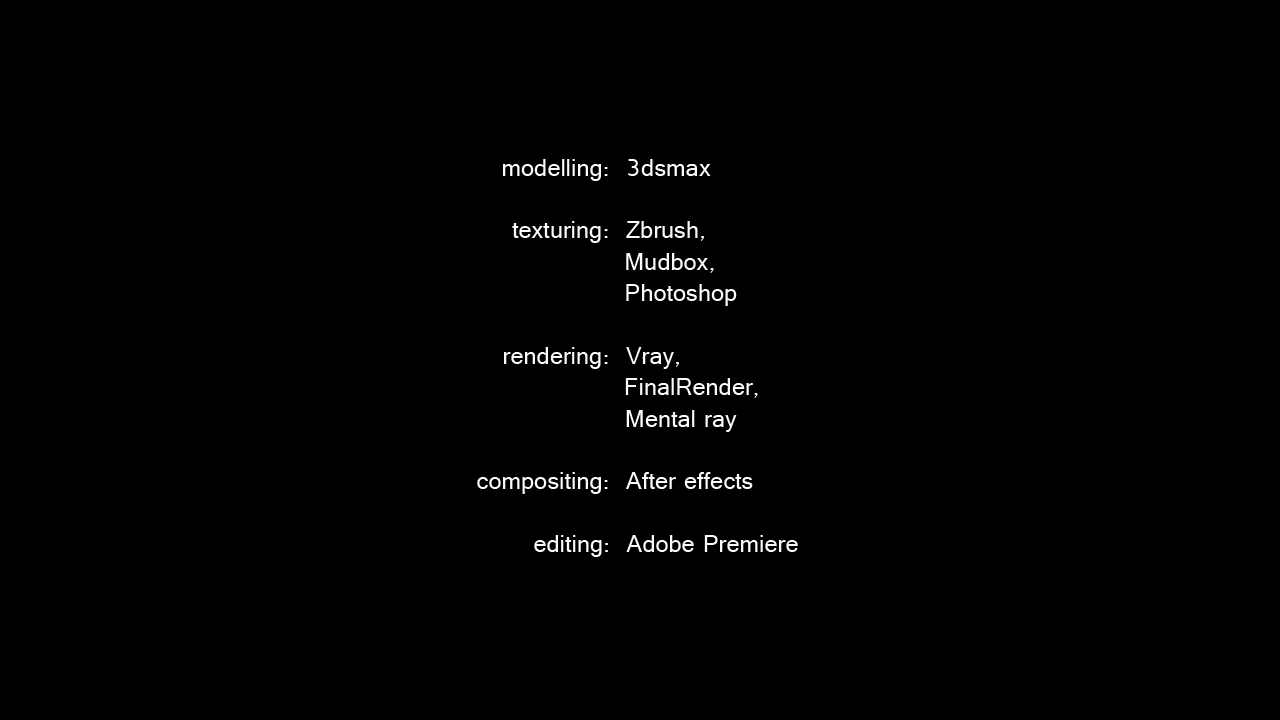 modelling: 3dsmax
texturing: Zbrush,
Mudbox,
Photoshop
rendering: Vray,
FinalRender,
Mental ray
compositing: After effects
editing: Adobe Premiere